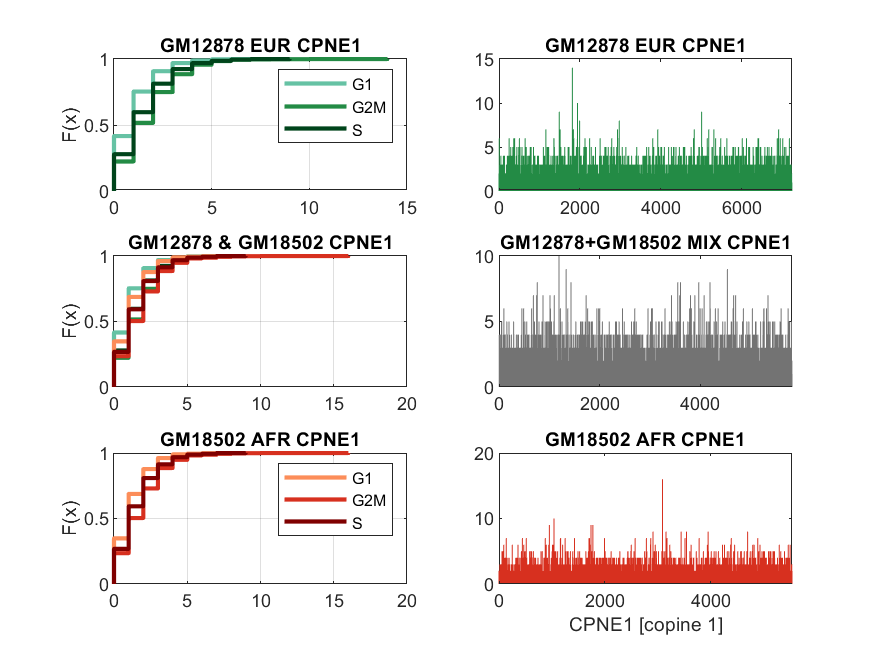 GM12878 EUR CPNE1
F(x)
1
0.5
0
0 5 10 15
G1
G2M
S
GM12878 EUR CPNE1
15
10
5
0
0 2000 4000 6000
GM12878 & GM18502 CPNE1
F(x)
1
0.5
0
0 5 10 15 20
GM12878+GM18502 MIX CPNE1
10
5
0
0 2000 4000
GM18502 AFR CPNE1
F(x)
1
0.5
0
0 5 10 15 20
G1
G2M
S
GM18502 AFR CPNE1
20
10
0
0 2000 4000
CPNE1 [copine 1]